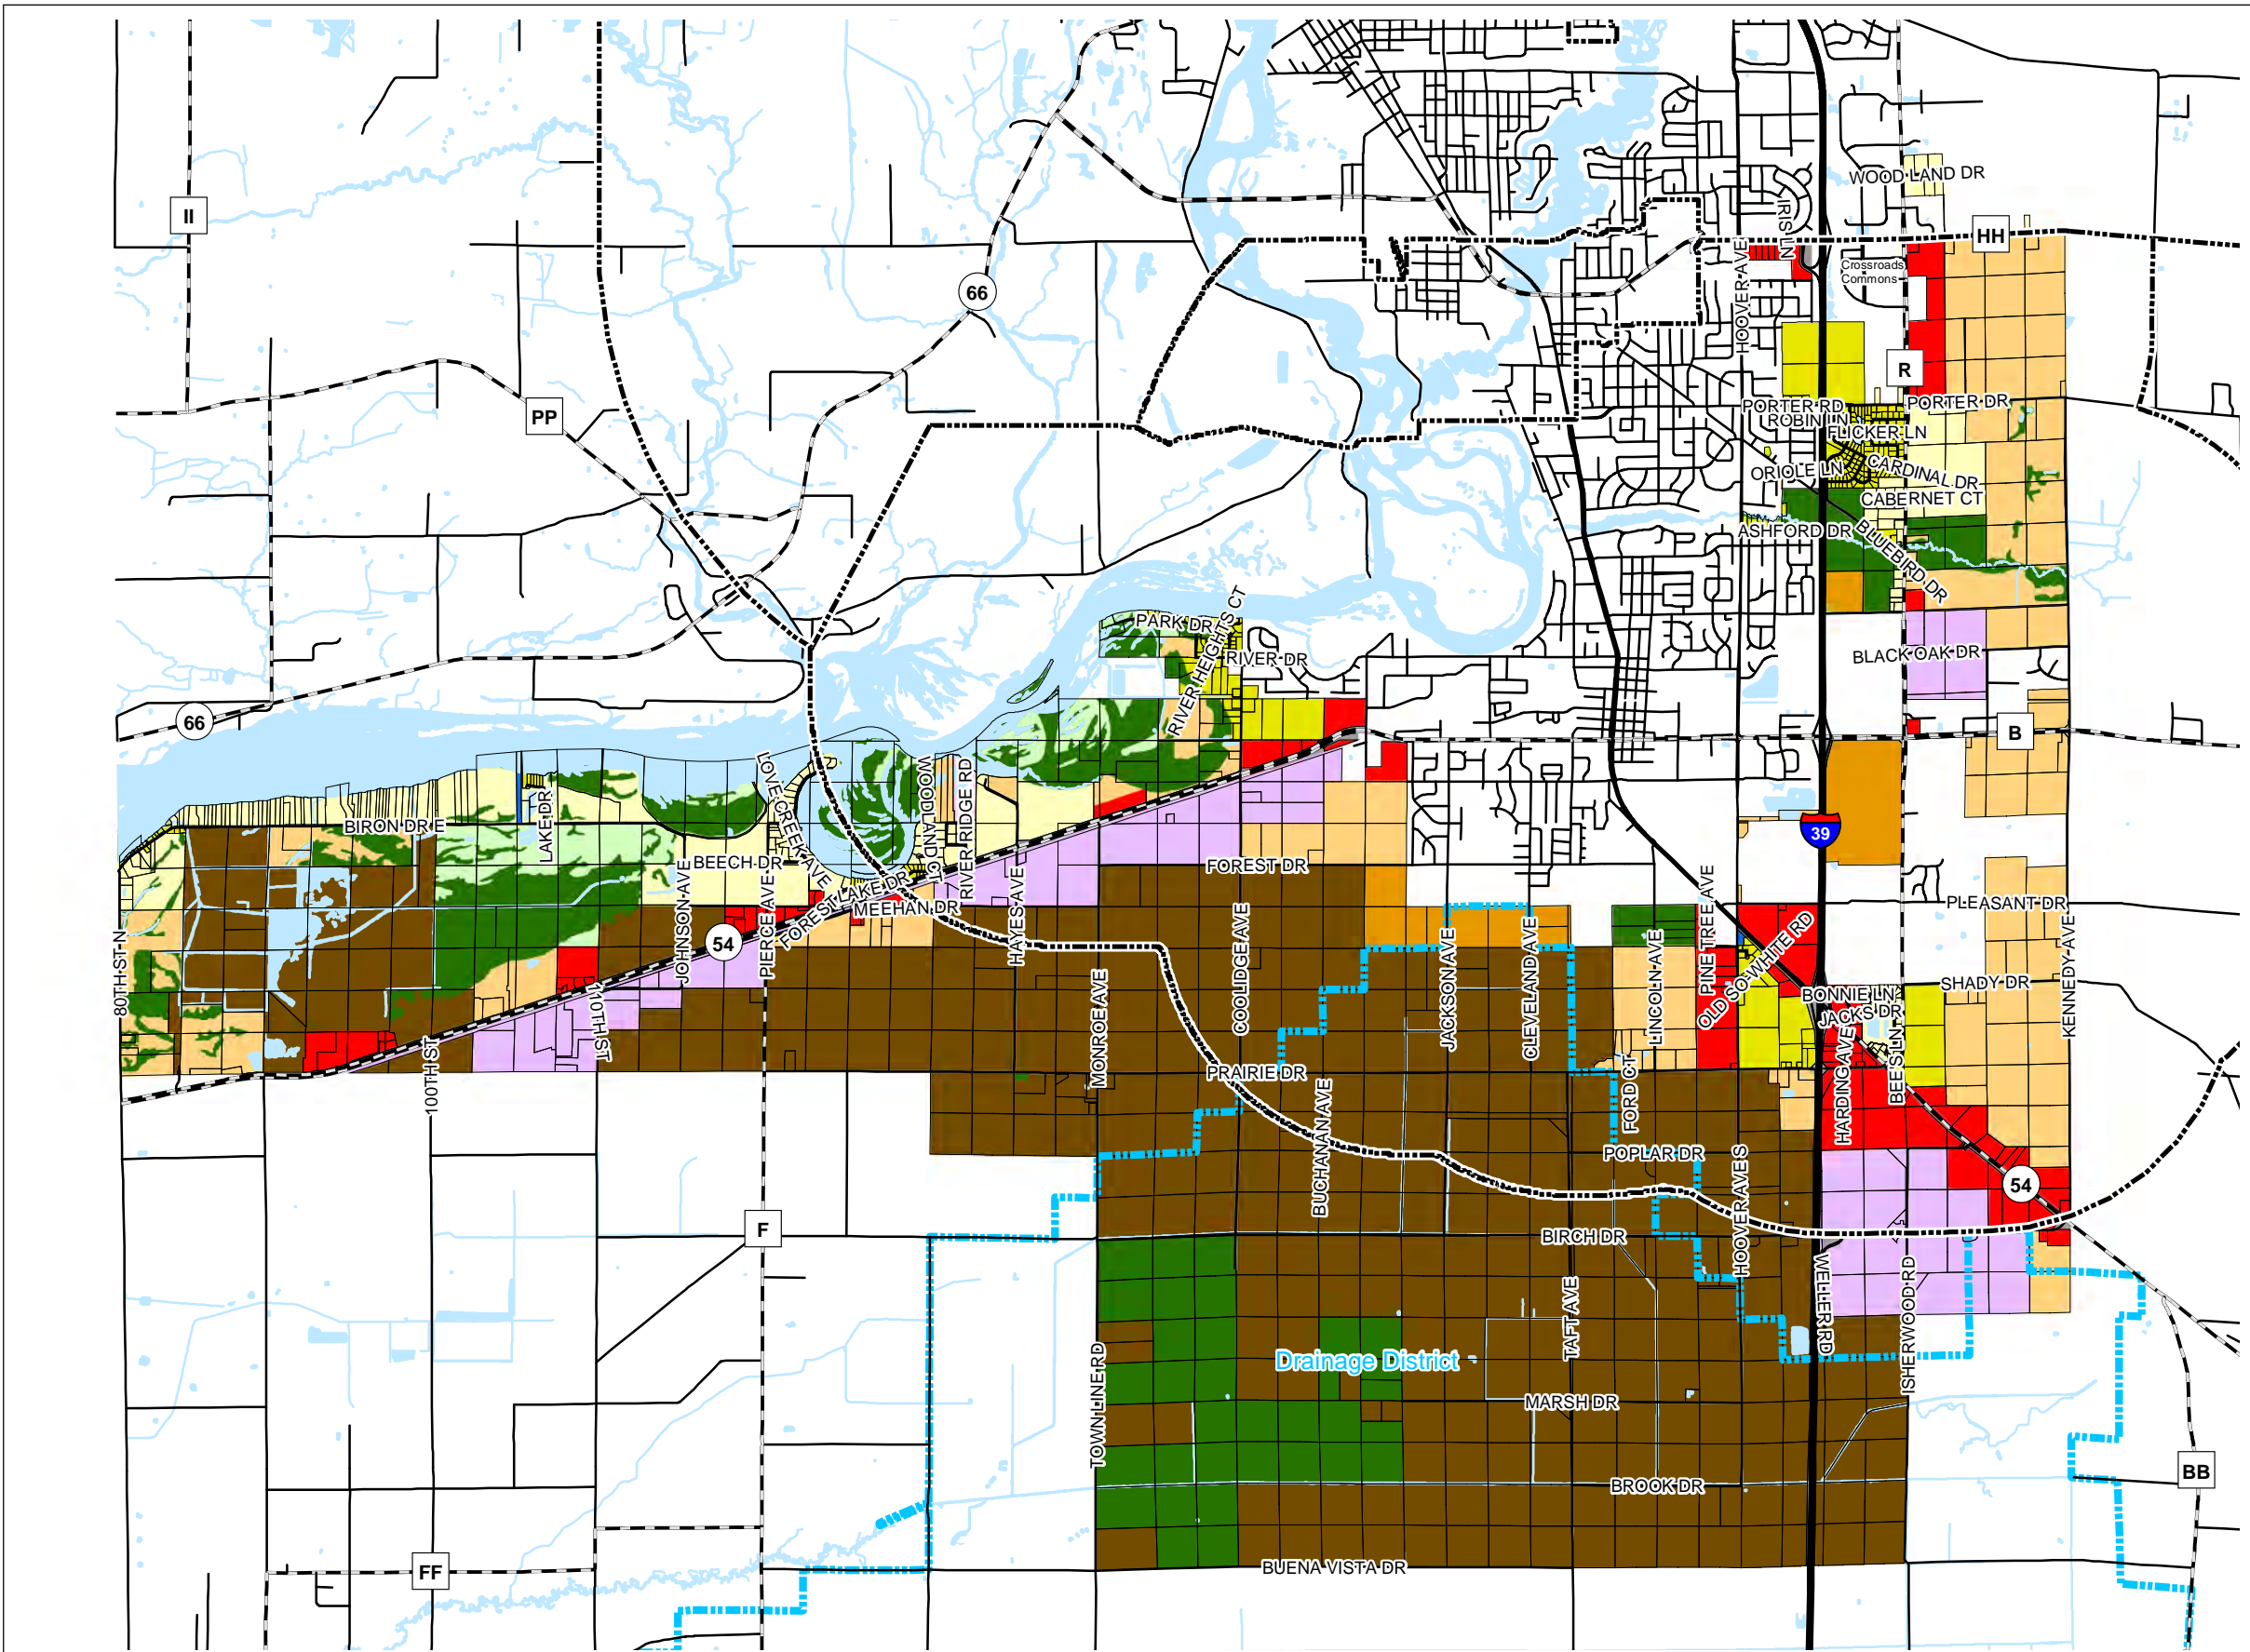 WOOD LAND DR
II
IRIS LN
HH
HOOVER AVE
Crossroads
Commons
66
R
PP
PORTER RD
PORTER DR
ROBIN LN
FLICKER LN
ORIOLE LN
CARDINAL DR
CABERNET CT
ASHFORD DR
BLUEBIRD DR
PARK DR
RIVER HEIGHTS CT
RIVER DR
BLACK OAK DR
66
B
LOVE CREEK AVE
WOODLAND CT
RIVER RIDGE RD
LAKE DR
BIRON DR E
39
BEECH DR
FOREST DR
JOHNSON AVE
PIERCE AVE
FOREST LAKE DR
MEEHAN DR
HAYES AVE
PINE TREE AVE
PLEASANT DR
KENNEDY AVE
54
80TH ST N
110TH ST
100TH ST
MONROE AVE
COOLIDGE AVE
JACKSON AVE
CLEVELAND AVE
LINCOLN AVE
OLD SO WHITE RD
SHADY DR
BONNIE LN
JACKS DR
BEE'S LN
HARDING AVE
PRAIRIE DR
FORD CT
BUCHANAN AVE
POPLAR DR
HOOVER AVE S
54
F
BIRCH DR
TAFT AVE
WELLER RD
ISHERWOOD RD
TOWN LINE RD
Drainage District
MARSH DR
BROOK DR
BB
FF
BUENA VISTA DR